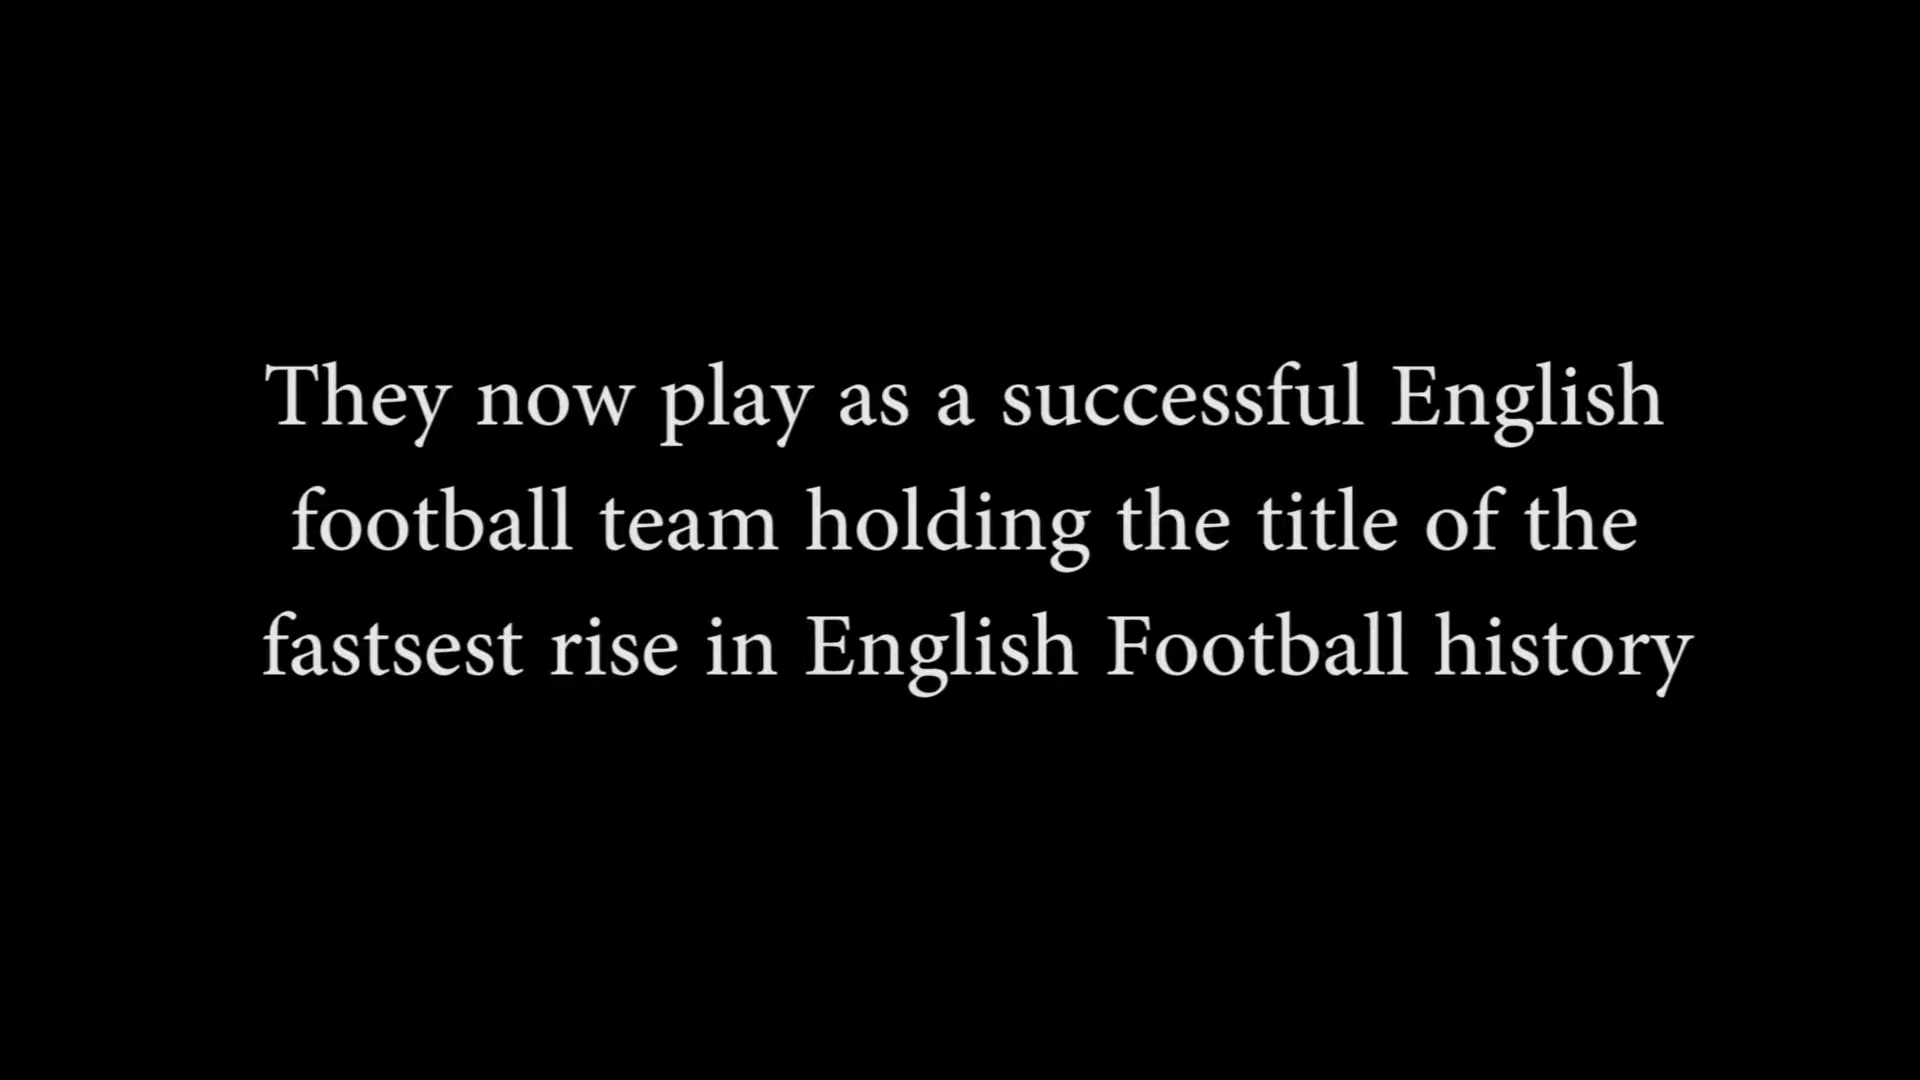 They now play as a successful English
football team holding the title of the
fastsest rise in English Football history